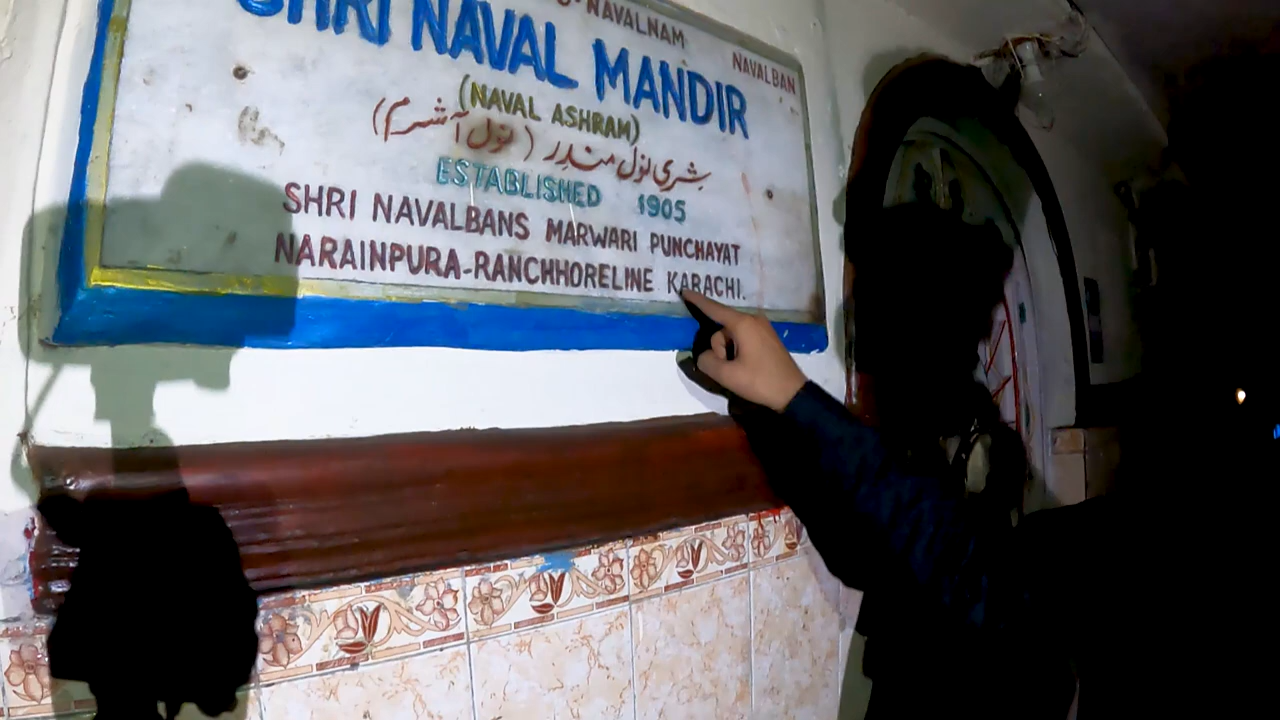 NAVALNAM
NAVALBAN
SHRI NAVAL MANDIR
(NAVAL ASHRAM)
شری نول مندر (نول آشرم)
ESTABLISHED 1905
SHRI NAVALBANS MARWARI PUNCHAYAT
NARAINPURA-RANCHHORELINE KARACHI.